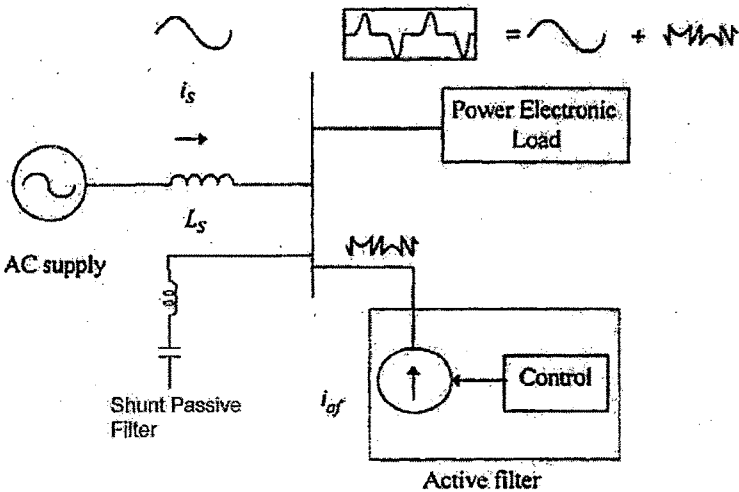 = +
i_s
Power Electronic
Load
L_s
AC supply
Shunt Passive
Filter
i_af
Control
Active filter